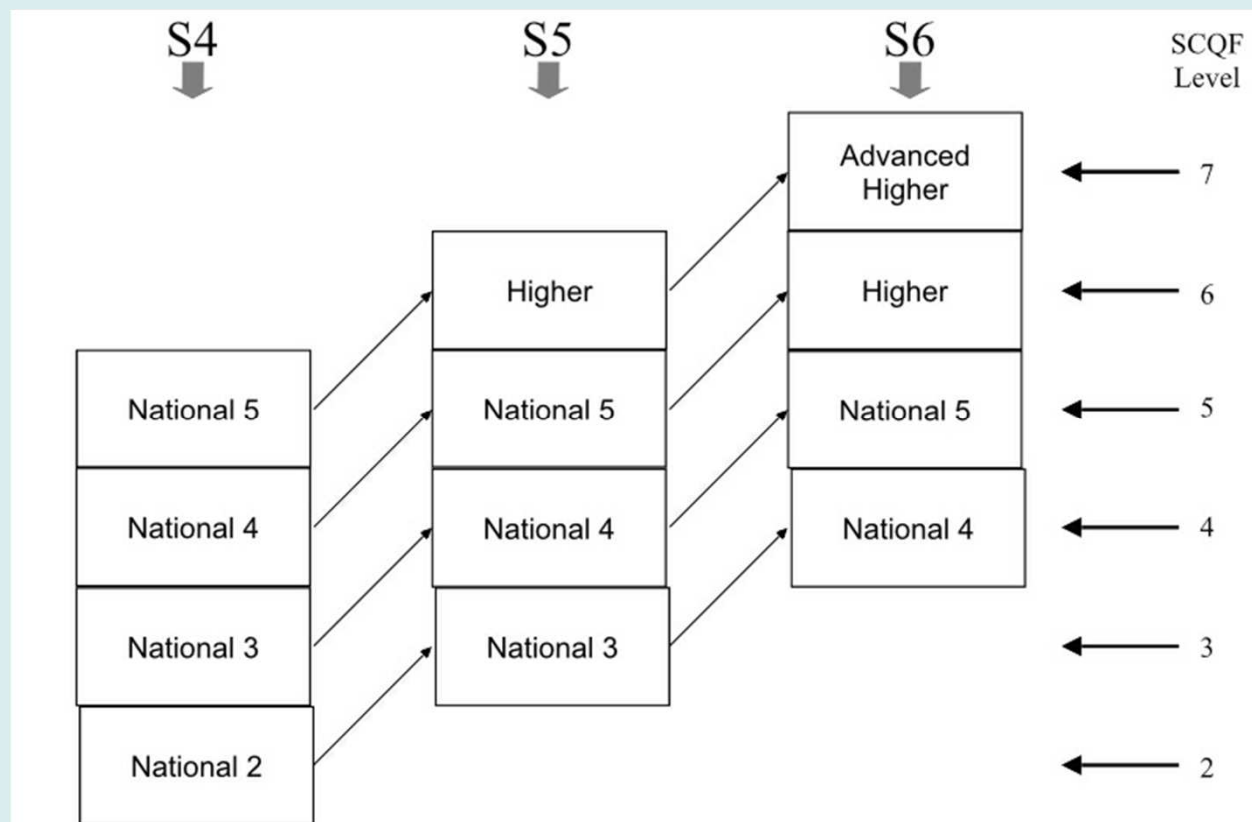 S4
S5
S6
SCQF
Level
Advanced
Higher
7
Higher
Higher
6
National 5
National 5
National 5
5
National 4
National 4
National 4
4
National 3
National 3
3
National 2
2